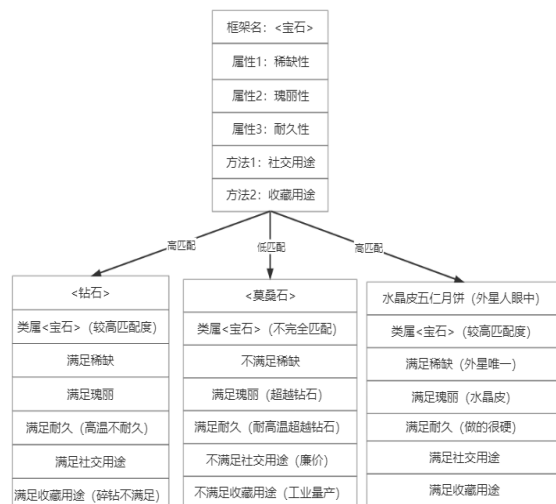 框架名：<宝石>
属性1：稀缺性
属性2：瑰丽性
属性3：耐久性
方法1：社交用途
方法2：收藏用途
高匹配
低匹配
高匹配
<钻石>
类属<宝石>（较高匹配度）
满足稀缺
满足瑰丽
满足耐久（高温不耐久）
满足社交用途
满足收藏用途（碎钻不满足）
<莫桑石>
类属<宝石>（不完全匹配）
不满足稀缺
满足瑰丽（超越钻石）
满足耐久（耐高温超越钻石）
不满足社交用途（廉价）
不满足收藏用途（工业量产）
水晶皮五仁月饼（外星人眼中）
类属<宝石>（较高匹配度）
满足稀缺（外星唯一）
满足瑰丽（水晶皮）
满足耐久（做的很硬）
满足社交用途
满足收藏用途